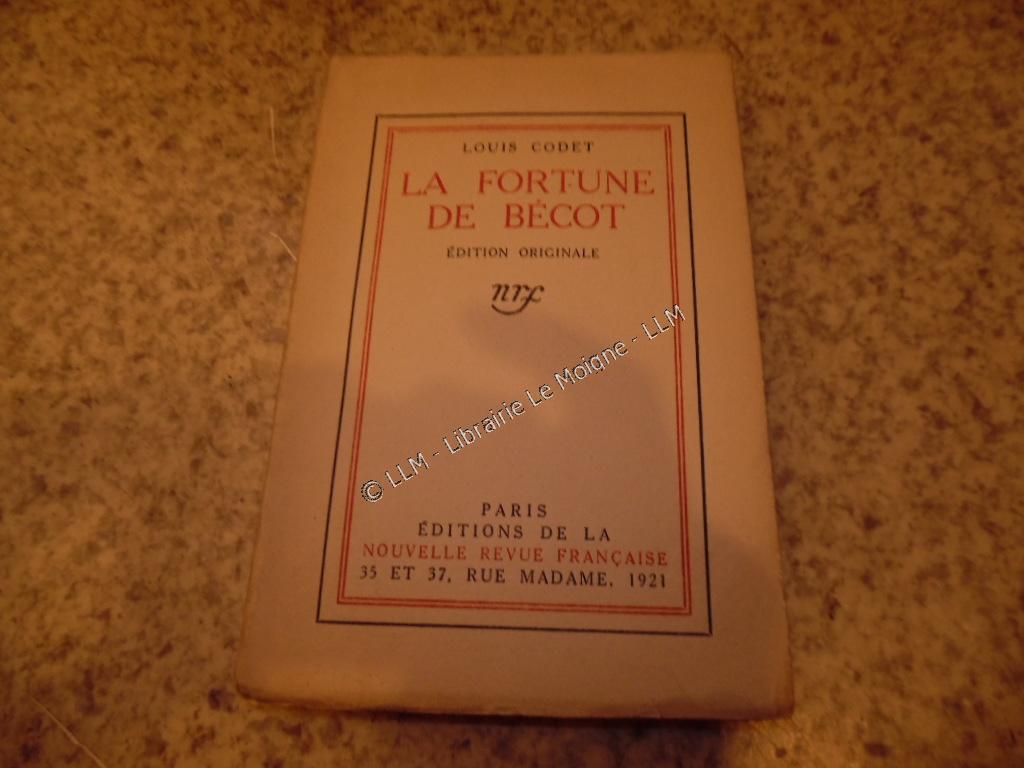 LOUIS CODET
LA FORTUNE
DE BÉCOT
ÉDITION ORIGINALE
nrf
© LLM - Librairie Le Moigne - LLM
PARIS
ÉDITIONS DE LA
NOUVELLE REVUE FRANÇAISE
35 ET 37, RUE MADAME. 1921